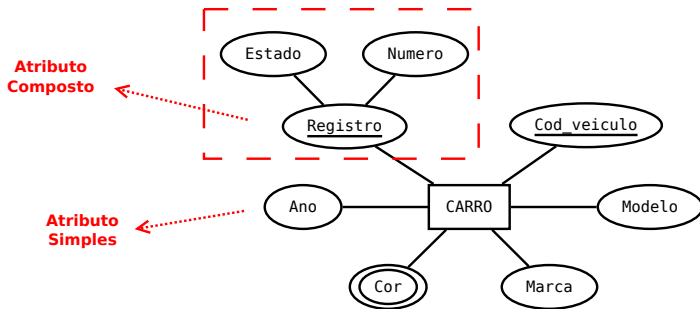 Estado
Numero
Atributo
Composto
Registro
Cod_veiculo
Ano
CARRO
Modelo
Atributo
Simples
Cor
Marca